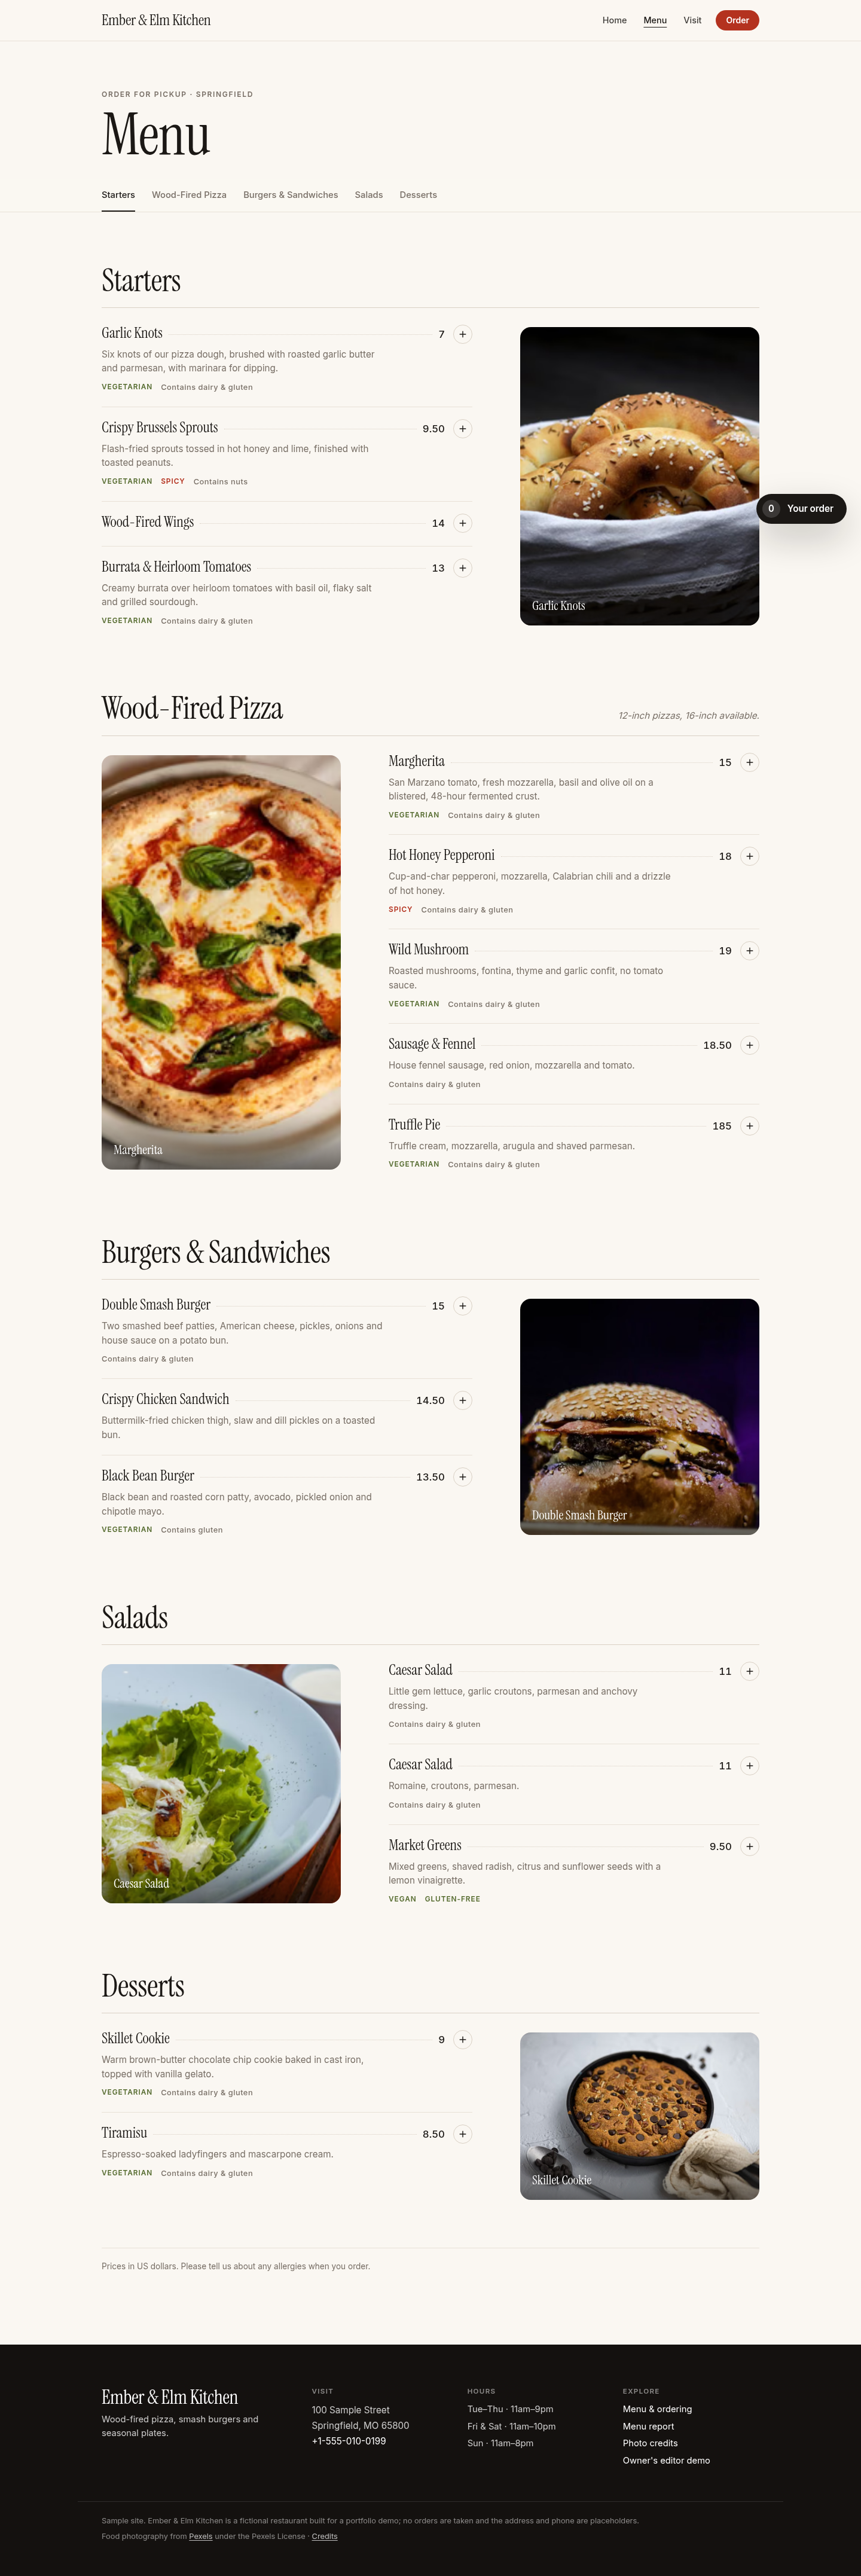 Ember & Elm Kitchen
Home Menu Visit Order
ORDER FOR PICKUP · SPRINGFIELD
Menu
Starters Wood-Fired Pizza Burgers & Sandwiches Salads Desserts
Starters
Garlic Knots 7 +
Six knots of our pizza dough, brushed with roasted garlic butter
and parmesan, with marinara for dipping.
VEGETARIAN Contains dairy & gluten
Crispy Brussels Sprouts 9.50 +
Flash-fried sprouts tossed in hot honey and lime, finished with
toasted peanuts.
VEGETARIAN SPICY Contains nuts
Wood-Fired Wings 14 +
Burrata & Heirloom Tomatoes 13 +
Creamy burrata over heirloom tomatoes with basil oil, flaky salt
and grilled sourdough.
VEGETARIAN Contains dairy & gluten
Garlic Knots
0 Your order
Wood-Fired Pizza
12-inch pizzas, 16-inch available.
Margherita
Margherita 15 +
San Marzano tomato, fresh mozzarella, basil and olive oil on a
blistered, 48-hour fermented crust.
VEGETARIAN Contains dairy & gluten
Hot Honey Pepperoni 18 +
Cup-and-char pepperoni, mozzarella, Calabrian chili and a drizzle
of hot honey.
SPICY Contains dairy & gluten
Wild Mushroom 19 +
Roasted mushrooms, fontina, thyme and garlic confit, no tomato
sauce.
VEGETARIAN Contains dairy & gluten
Sausage & Fennel 18.50 +
House fennel sausage, red onion, mozzarella and tomato.
Contains dairy & gluten
Truffle Pie 185 +
Truffle cream, mozzarella, arugula and shaved parmesan.
VEGETARIAN Contains dairy & gluten
Burgers & Sandwiches
Double Smash Burger 15 +
Two smashed beef patties, American cheese, pickles, onions and
house sauce on a potato bun.
Contains dairy & gluten
Crispy Chicken Sandwich 14.50 +
Buttermilk-fried chicken thigh, slaw and dill pickles on a toasted
bun.
Black Bean Burger 13.50 +
Black bean and roasted corn patty, avocado, pickled onion and
chipotle mayo.
VEGETARIAN Contains gluten
Double Smash Burger
Salads
Caesar Salad
Caesar Salad 11 +
Little gem lettuce, garlic croutons, parmesan and anchovy
dressing.
Contains dairy & gluten
Caesar Salad 11 +
Romaine, croutons, parmesan.
Contains dairy & gluten
Market Greens 9.50 +
Mixed greens, shaved radish, citrus and sunflower seeds with a
lemon vinaigrette.
VEGAN GLUTEN-FREE
Desserts
Skillet Cookie 9 +
Warm brown-butter chocolate chip cookie baked in cast iron,
topped with vanilla gelato.
VEGETARIAN Contains dairy & gluten
Tiramisu 8.50 +
Espresso-soaked ladyfingers and mascarpone cream.
VEGETARIAN Contains dairy & gluten
Skillet Cookie
Prices in US dollars. Please tell us about any allergies when you order.
Ember & Elm Kitchen
Wood-fired pizza, smash burgers and
seasonal plates.
VISIT
100 Sample Street
Springfield, MO 65800
+1-555-010-0199
HOURS
Tue–Thu · 11am–9pm
Fri & Sat · 11am–10pm
Sun · 11am–8pm
EXPLORE
Menu & ordering
Menu report
Photo credits
Owner's editor demo
Sample site. Ember & Elm Kitchen is a fictional restaurant built for a portfolio demo; no orders are taken and the address and phone are placeholders.
Food photography from Pexels under the Pexels License · Credits